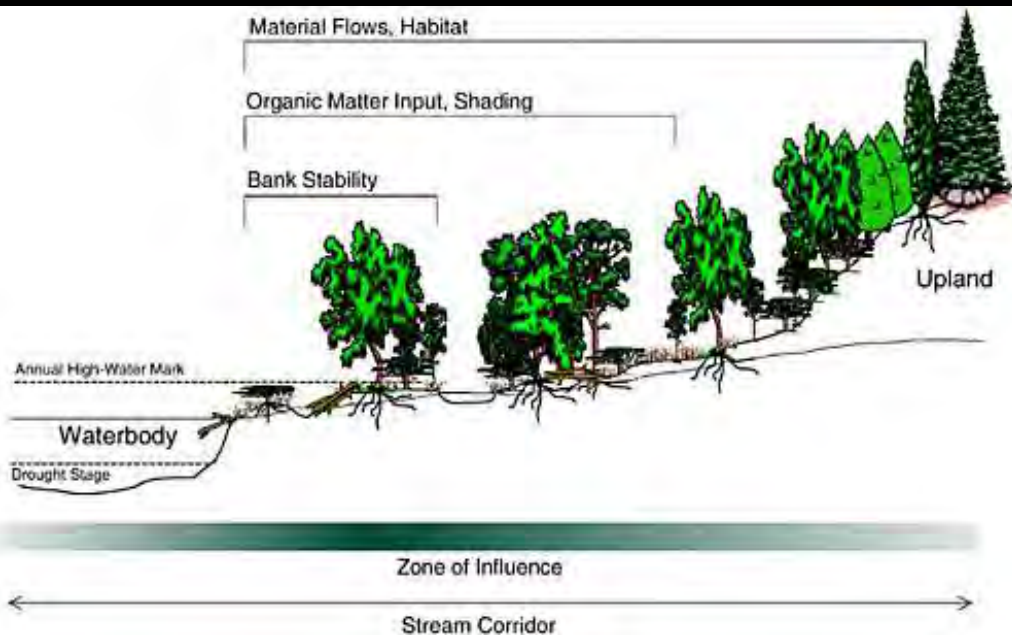 Material Flows, Habitat
Organic Matter Input, Shading
Bank Stability
Upland
Annual High-Water Mark
Waterbody
Drought Stage
Zone of Influence
Stream Corridor